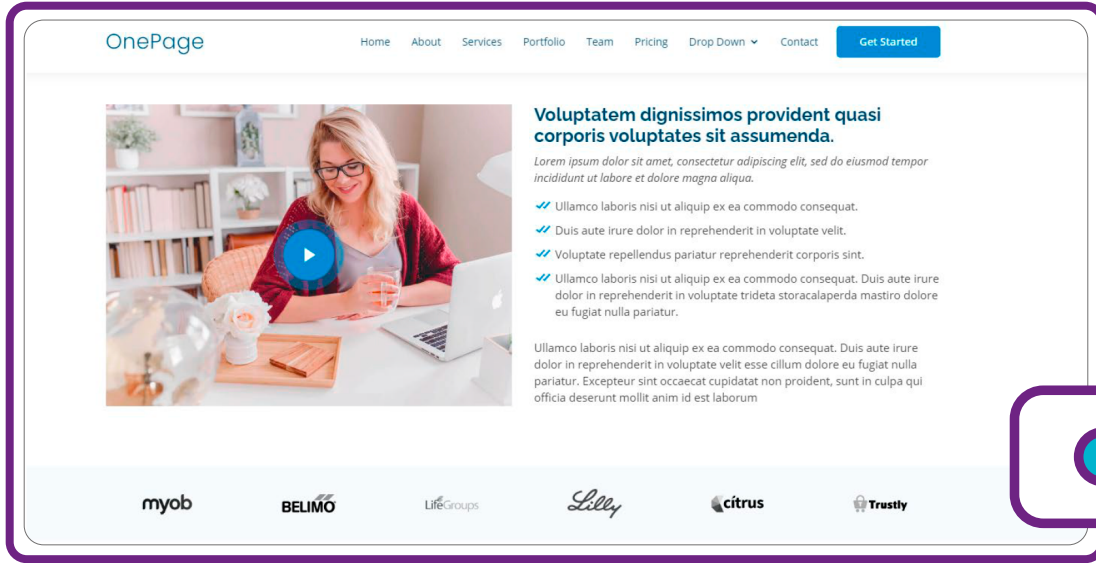 OnePage
Home About Services Portfolio Team Pricing Drop Down Contact Get Started
Voluptatem dignissimos provident quasi
corporis voluptates sit assumenda.
Lorem ipsum dolor sit amet, consectetur adipiscing elit, sed do eiusmod tempor
incididunt ut labore et dolore magna aliqua.
Ullamco laboris nisi ut aliquip ex ea commodo consequat.
Duis aute irure dolor in reprehenderit in voluptate velit.
Voluptate repellendus pariatur reprehenderit corporis sint.
Ullamco laboris nisi ut aliquip ex ea commodo consequat. Duis aute irure
dolor in reprehenderit in voluptate trideta storacalaperda mastiro dolore
eu fugiat nulla pariatur.
Ullamco laboris nisi ut aliquip ex ea commodo consequat. Duis aute irure
dolor in reprehenderit in voluptate velit esse cillum dolore eu fugiat nulla
pariatur. Excepteur sint occaecat cupidatat non proident, sunt in culpa qui
officia deserunt mollit anim id est laborum
myob BELIMO LifeGroups Lilly cítrus Trustly